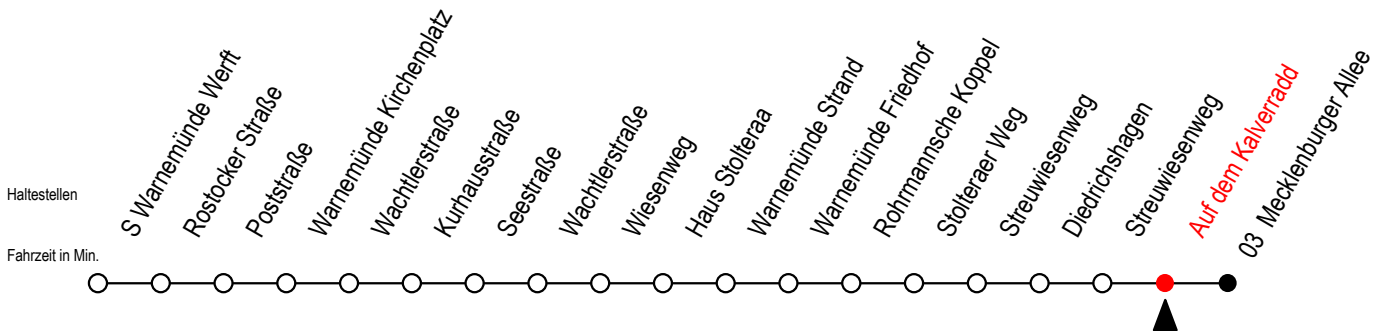 Haltestellen
Fahrzeit in Min.
S Warnemünde Werft
Rostocker Straße
Poststraße
Warnemünde Kirchenplatz
Wachtlerstraße
Kurhausstraße
Seestraße
Wachtlerstraße
Wiesenweg
Haus Stolteraa
Warnemünde Strand
Warnemünde Friedhof
Rohrmannsche Koppel
Stolteraer Weg
Streuwiesenweg
Diedrichshagen
Streuwiesenweg
Auf dem Kalverradd
03 Mecklenburger Allee